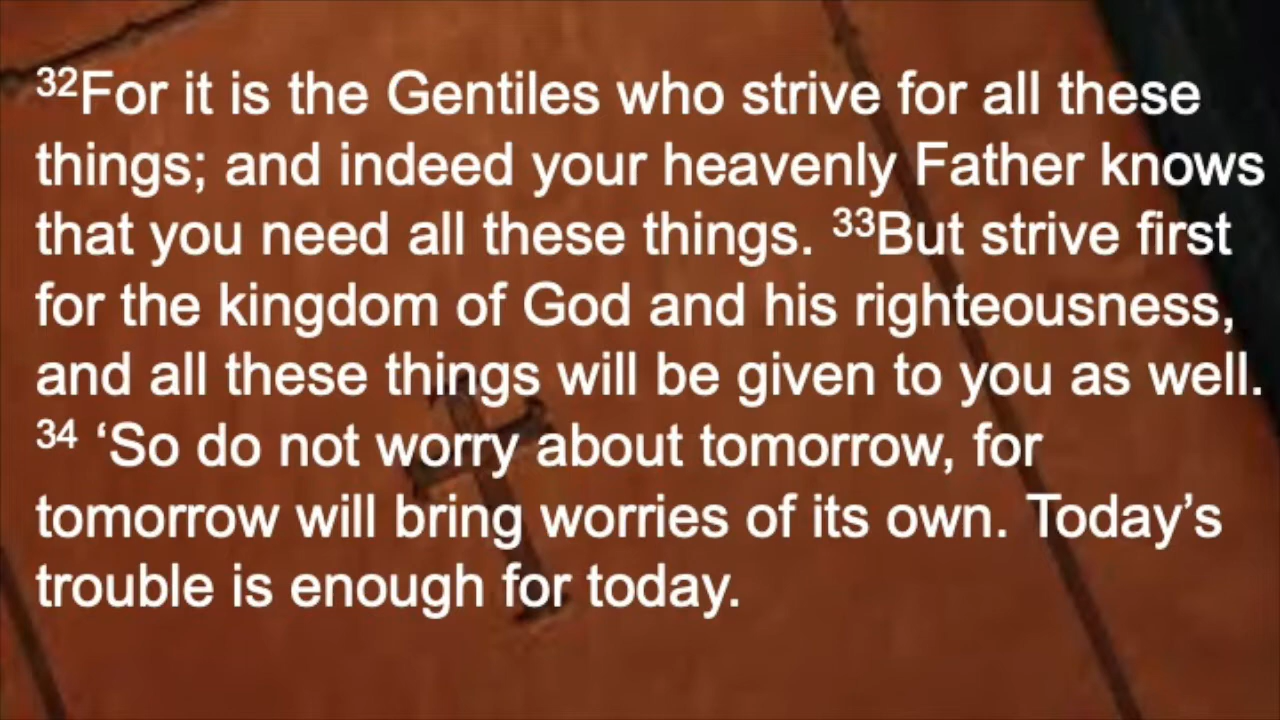 ³²For it is the Gentiles who strive for all these
things; and indeed your heavenly Father knows
that you need all these things. ³³But strive first
for the kingdom of God and his righteousness,
and all these things will be given to you as well.
³⁴ ‘So do not worry about tomorrow, for
tomorrow will bring worries of its own. Today’s
trouble is enough for today.